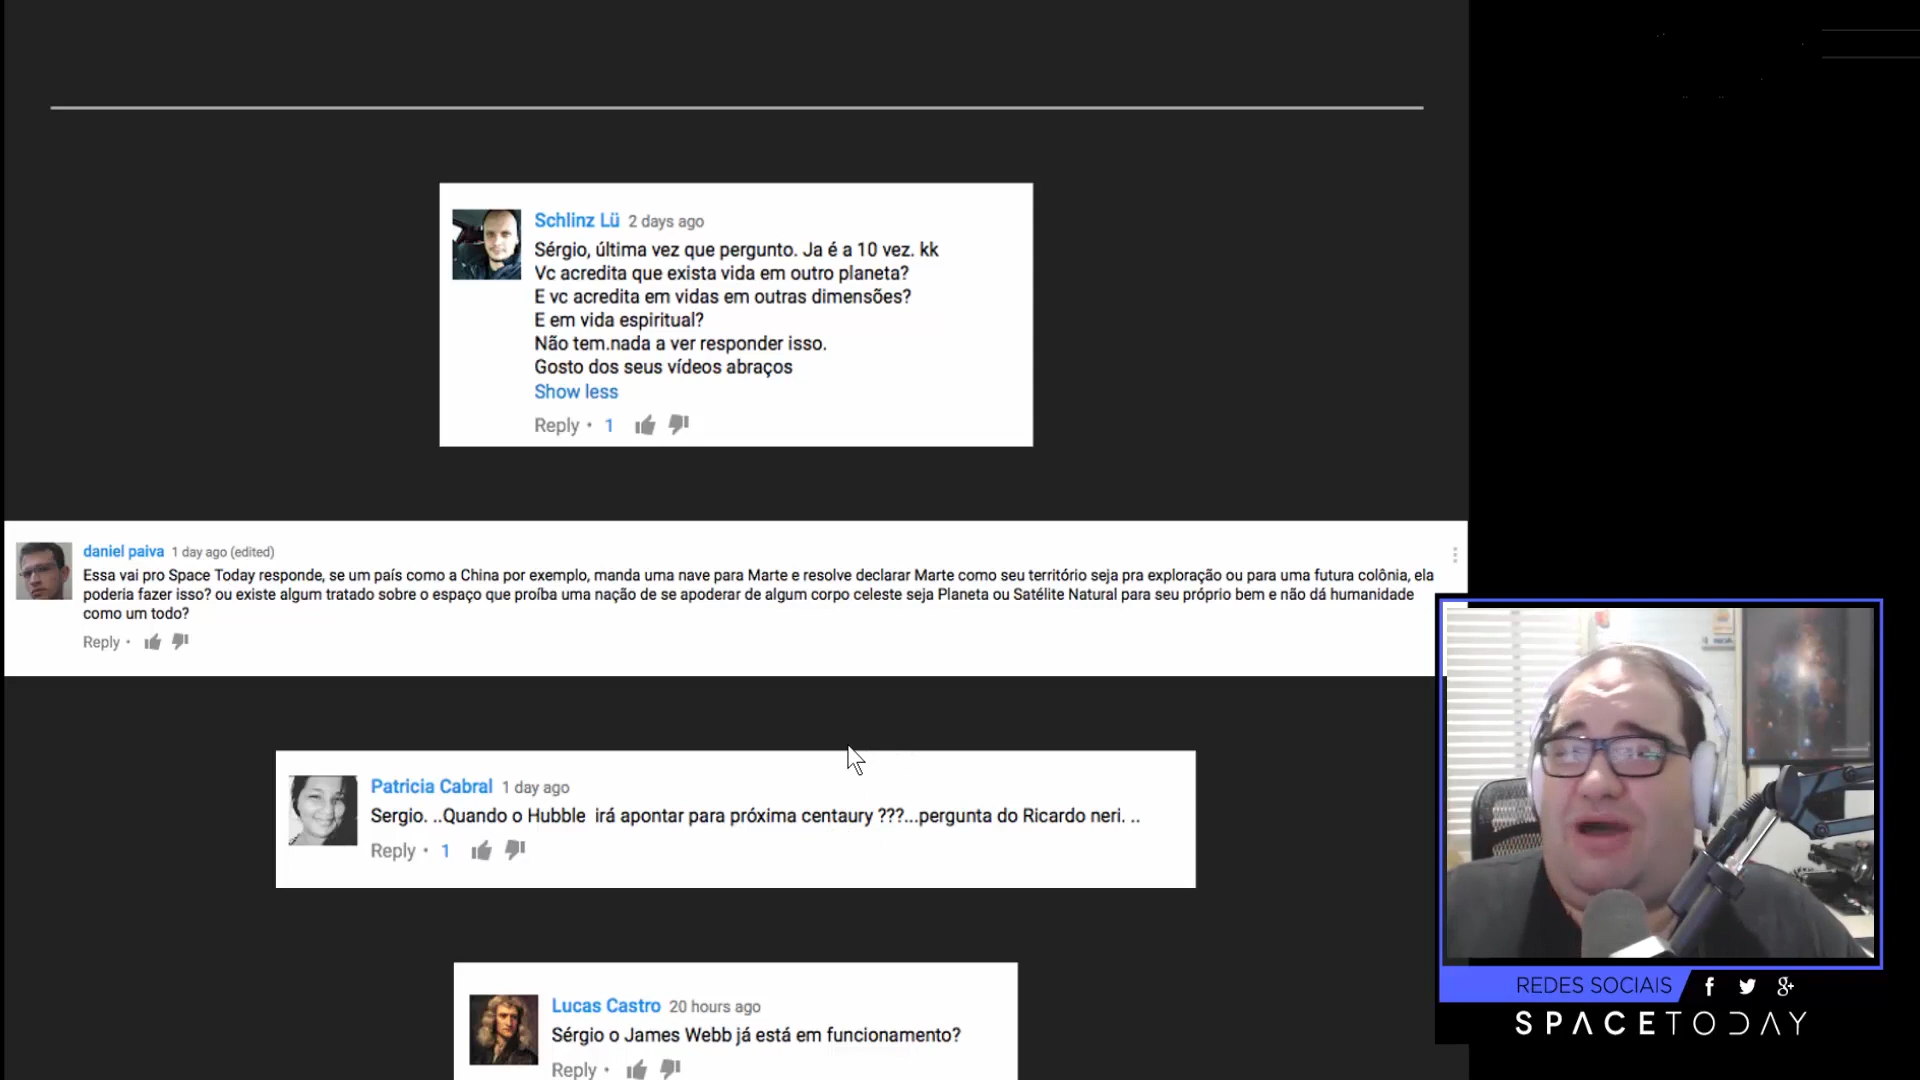 Schlinz Lü 2 days ago
Sérgio, última vez que pergunto. Ja é a 10 vez. kk
Vc acredita que exista vida em outro planeta?
E vc acredita em vidas em outras dimensões?
E em vida espiritual?
Não tem.nada a ver responder isso.
Gosto dos seus vídeos abraços
Show less
Reply • 1
daniel paiva 1 day ago (edited)
Essa vai pro Space Today responde, se um país como a China por exemplo, manda uma nave para Marte e resolve declarar Marte como seu território seja pra exploração ou para uma futura colônia, ela
poderia fazer isso? ou existe algum tratado sobre o espaço que proíba uma nação de se apoderar de algum corpo celeste seja Planeta ou Satélite Natural para seu próprio bem e não dá humanidade
como um todo?
Reply •
Patricia Cabral 1 day ago
Sergio. ..Quando o Hubble irá apontar para próxima centaury ???...pergunta do Ricardo neri. ..
Reply • 1
Lucas Castro 20 hours ago
Sérgio o James Webb já está em funcionamento?
Reply •
REDES SOCIAIS f g+
SPACETODAY